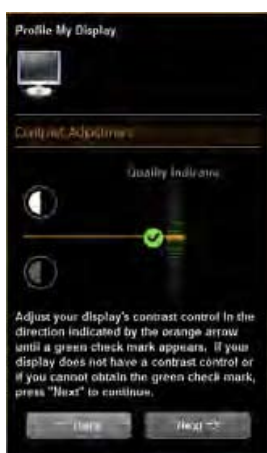 Profile My Display
Contrast Adjustment
Quality Indicator
Adjust your display's contrast control in the
direction indicated by the orange arrow
until a green check mark appears. If your
display does not have a contrast control or
if you cannot obtain the green check mark,
press "Next" to continue.
Back
Next